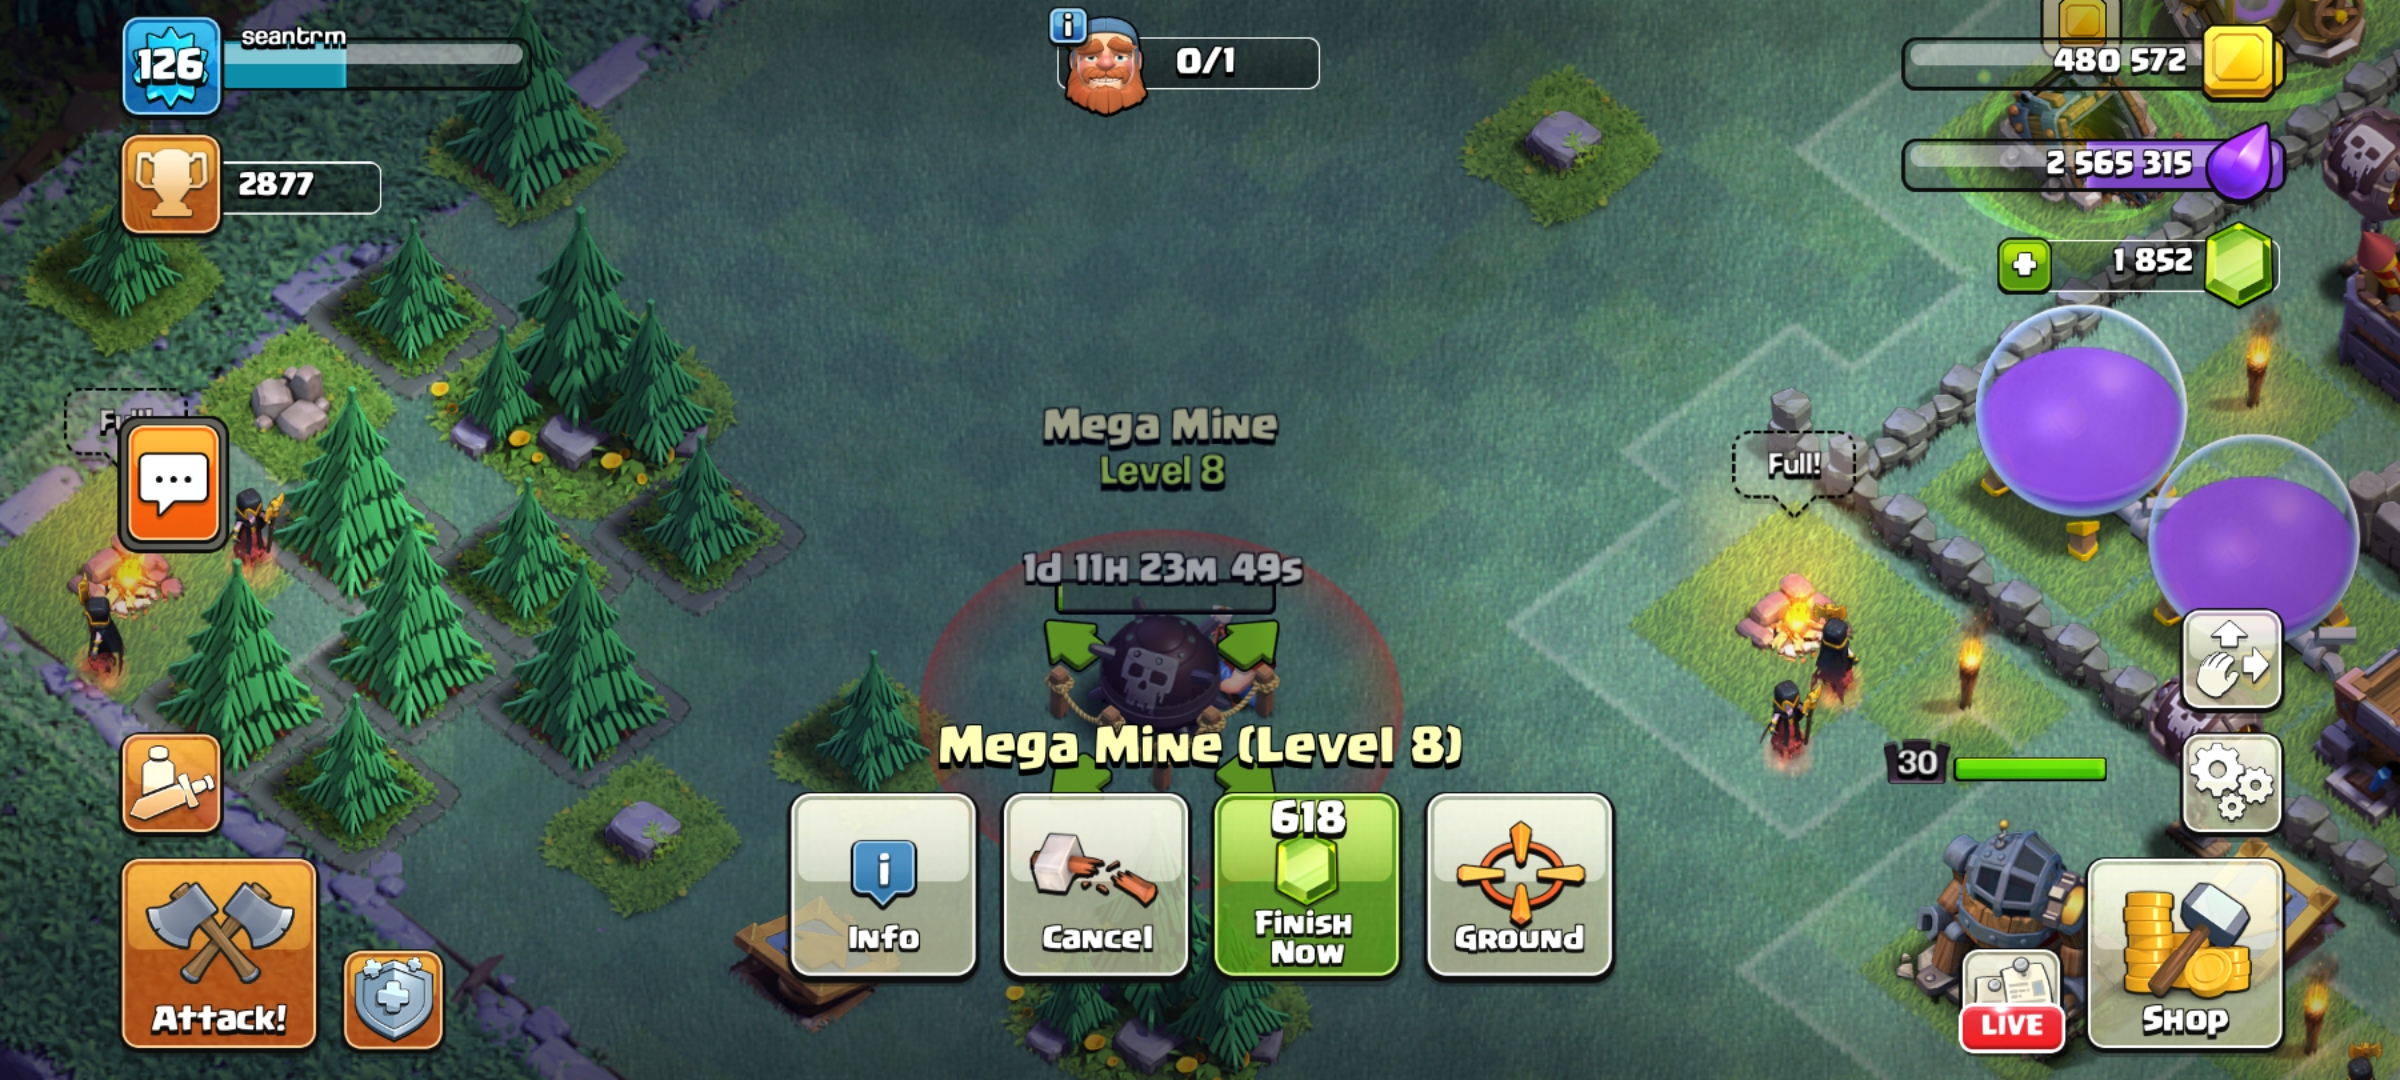 126
seantrm
0/1
480 572
2877
2 565 315
1 852
Mega Mine
Level 8
Full!
Full!
1d 11H 23M 49s
Mega Mine (Level 8)
30
618
Info
Cancel
Finish
Now
Ground
Attack!
LIVE
Shop